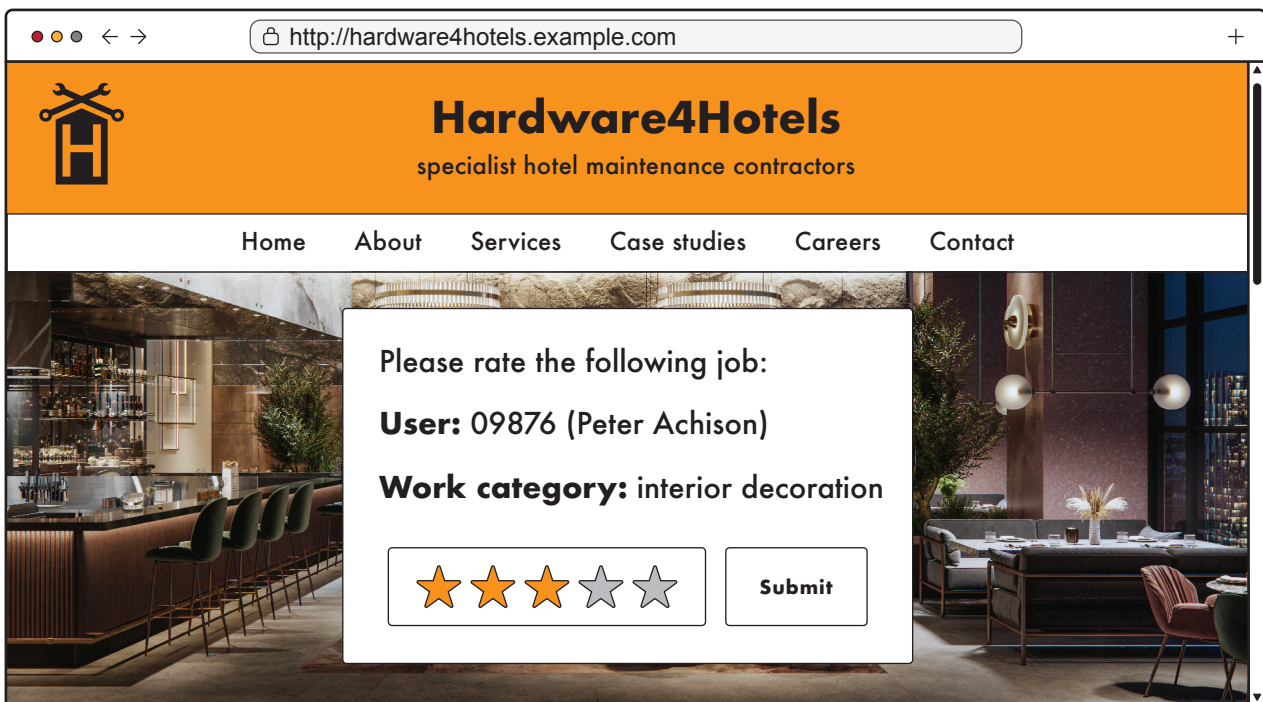 http://hardware4hotels.example.com
H
Hardware4Hotels
specialist hotel maintenance contractors
Home About Services Case studies Careers Contact
Please rate the following job:
User: 09876 (Peter Achison)
Work category: interior decoration
Submit